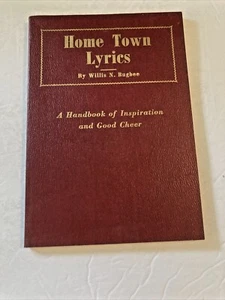 Home Town
Lyrics
By Willis N. Bugbee
A Handbook of Inspiration
and Good Cheer